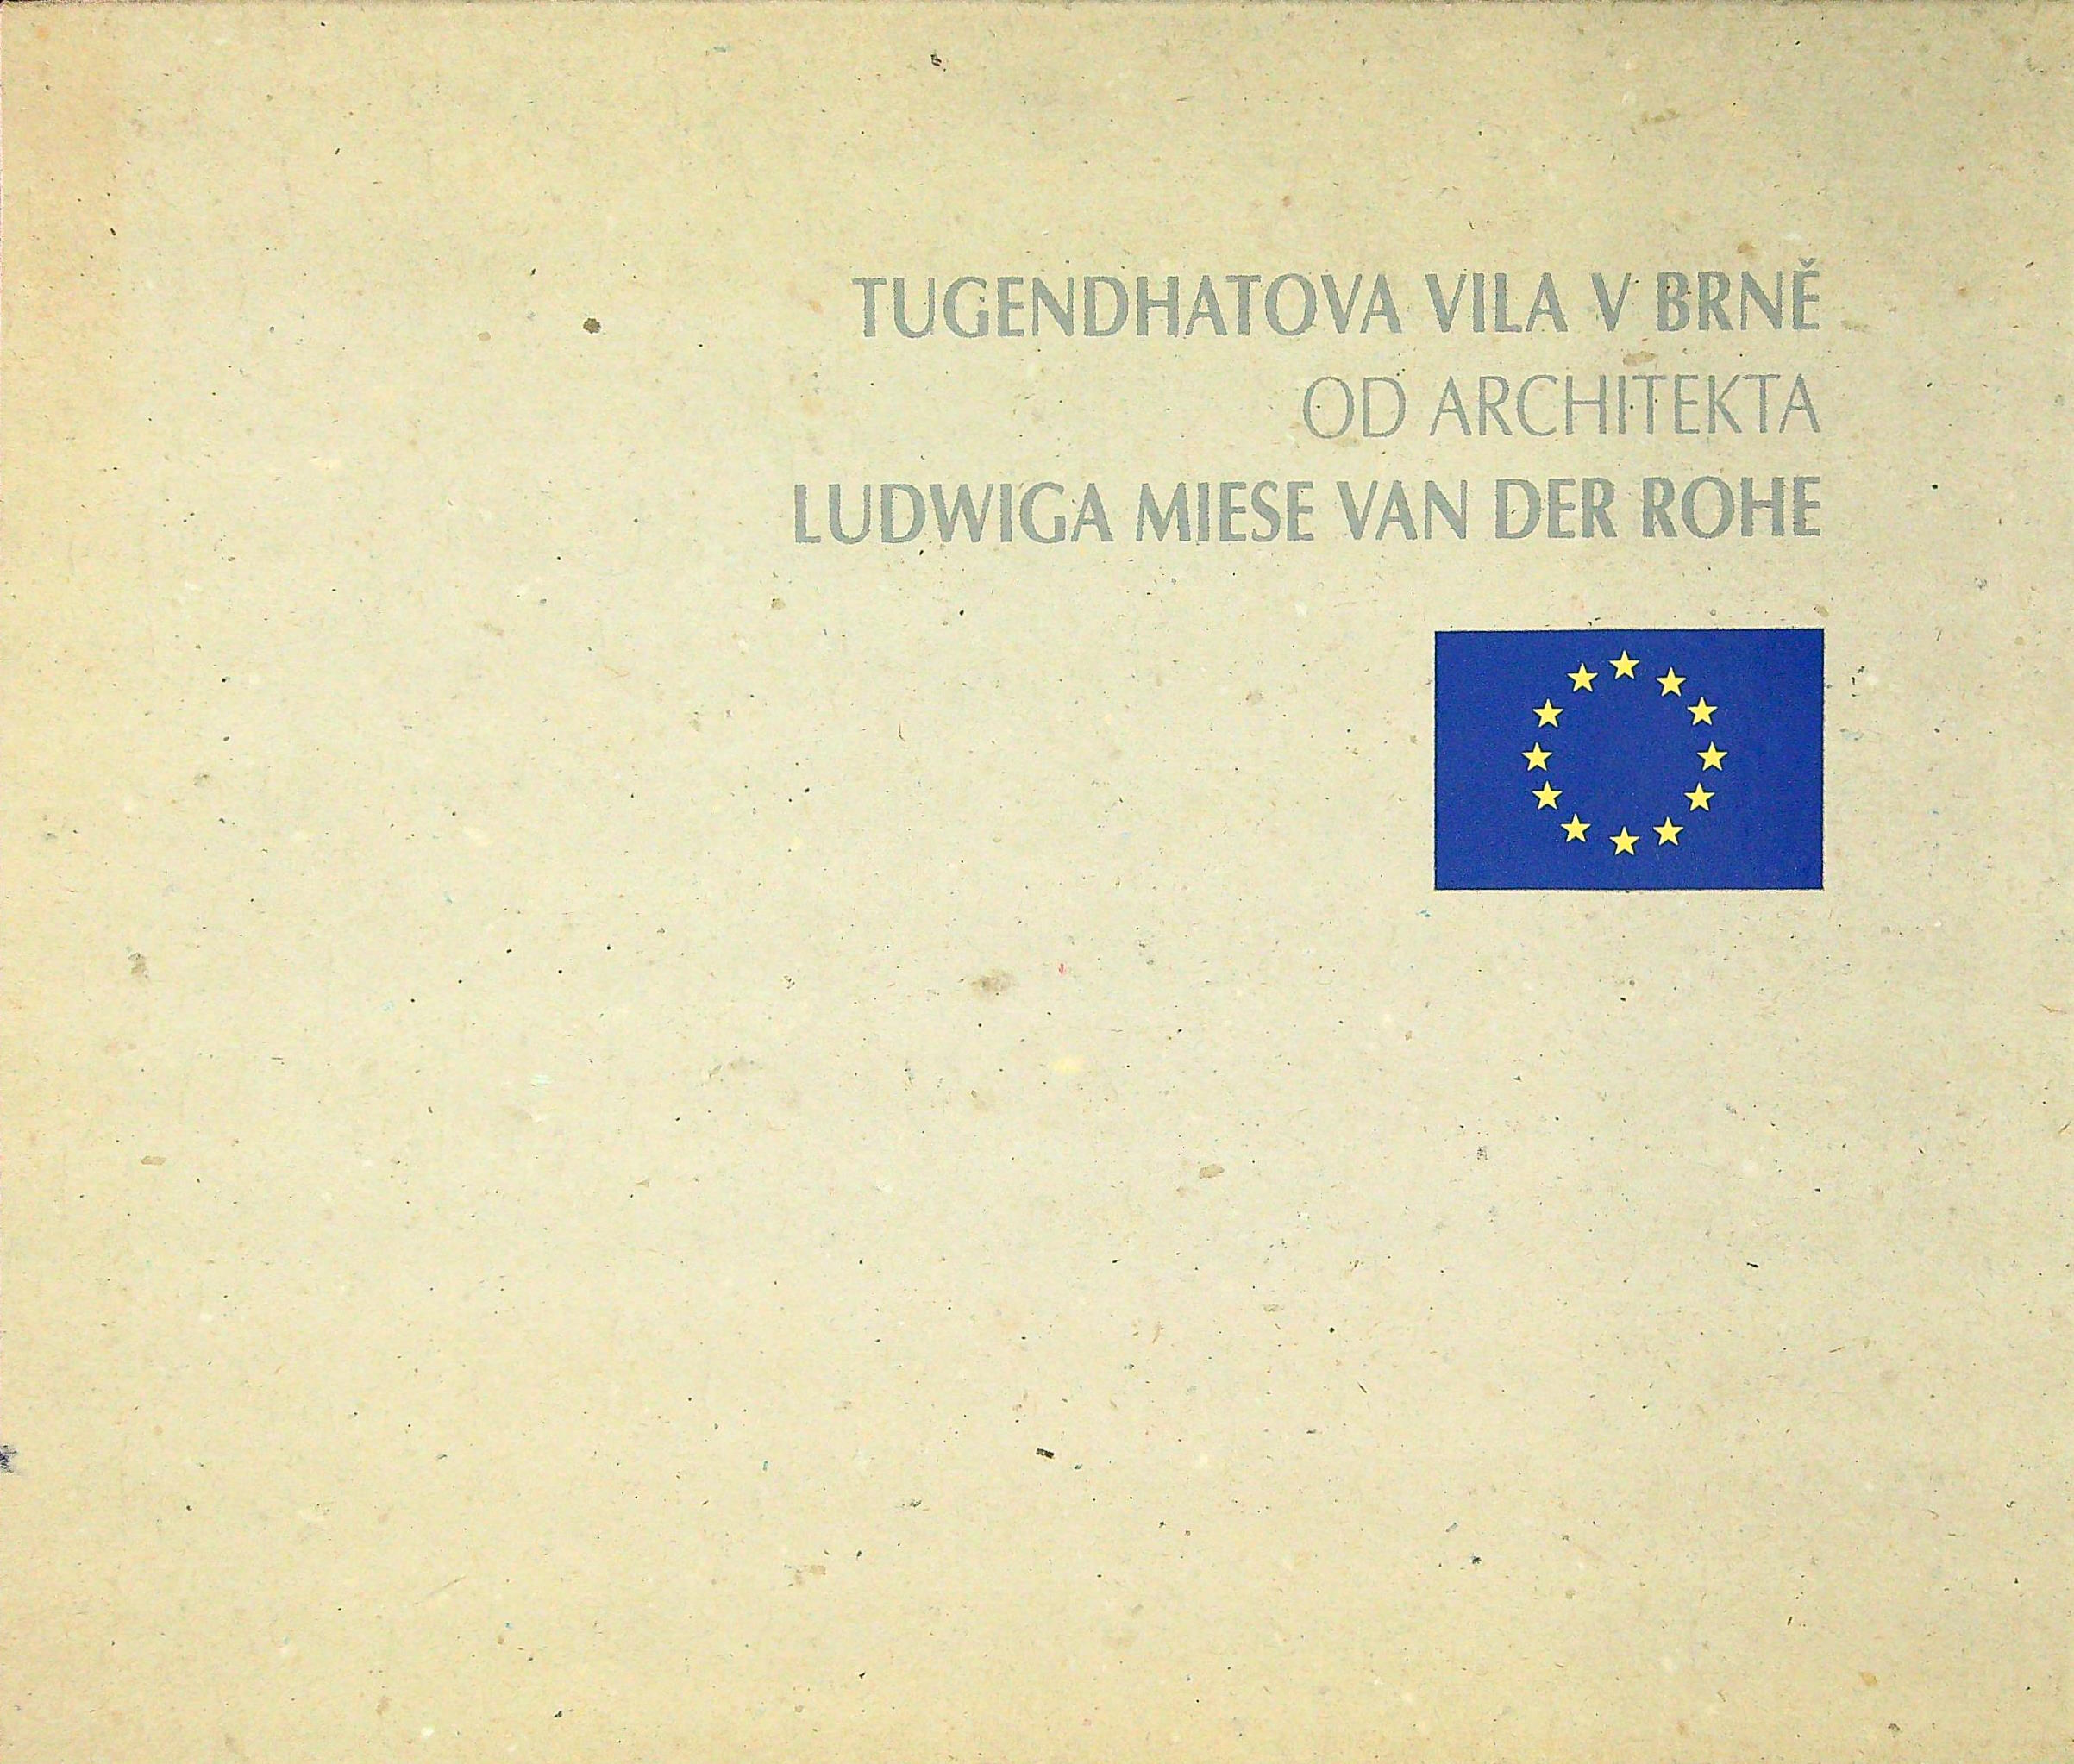 TUGENDHATOVA VILA V BRNĚ
OD ARCHITEKTA
LUDWIGA MIESE VAN DER ROHE